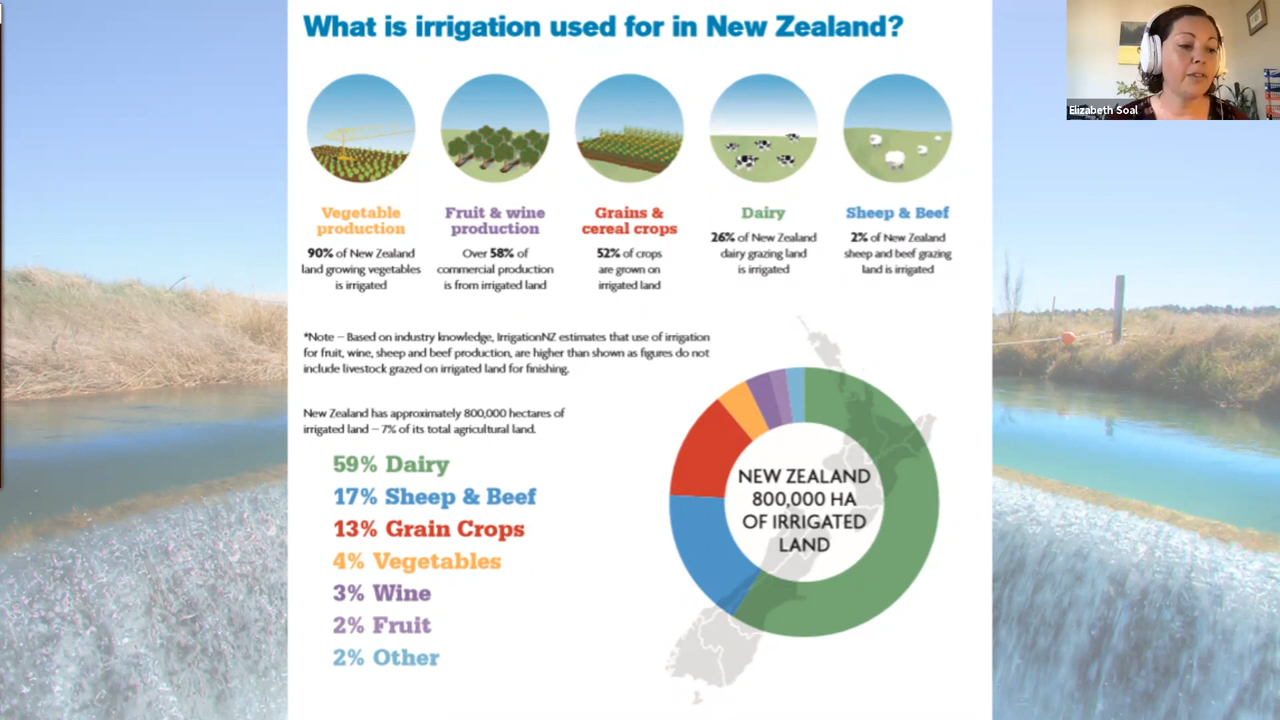 What is irrigation used for in New Zealand?
Elizabeth Soal
Vegetable
production
90% of New Zealand
land growing vegetables
is irrigated
Fruit & wine
production
Over 58% of
commercial production
is from irrigated land
Grains &
cereal crops
52% of crops
are grown on
irrigated land
Dairy
26% of New Zealand
dairy grazing land
is irrigated
Sheep & Beef
2% of New Zealand
sheep and beef grazing
land is irrigated
*Note – Based on industry knowledge, IrrigationNZ estimates that use of irrigation
for fruit, wine, sheep and beef production, are higher than shown as figures do not
include livestock grazed on irrigated land for finishing.
New Zealand has approximately 800,000 hectares of
irrigated land – 7% of its total agricultural land.
59% Dairy
17% Sheep & Beef
13% Grain Crops
4% Vegetables
3% Wine
2% Fruit
2% Other
NEW ZEALAND
800,000 HA
OF IRRIGATED
LAND